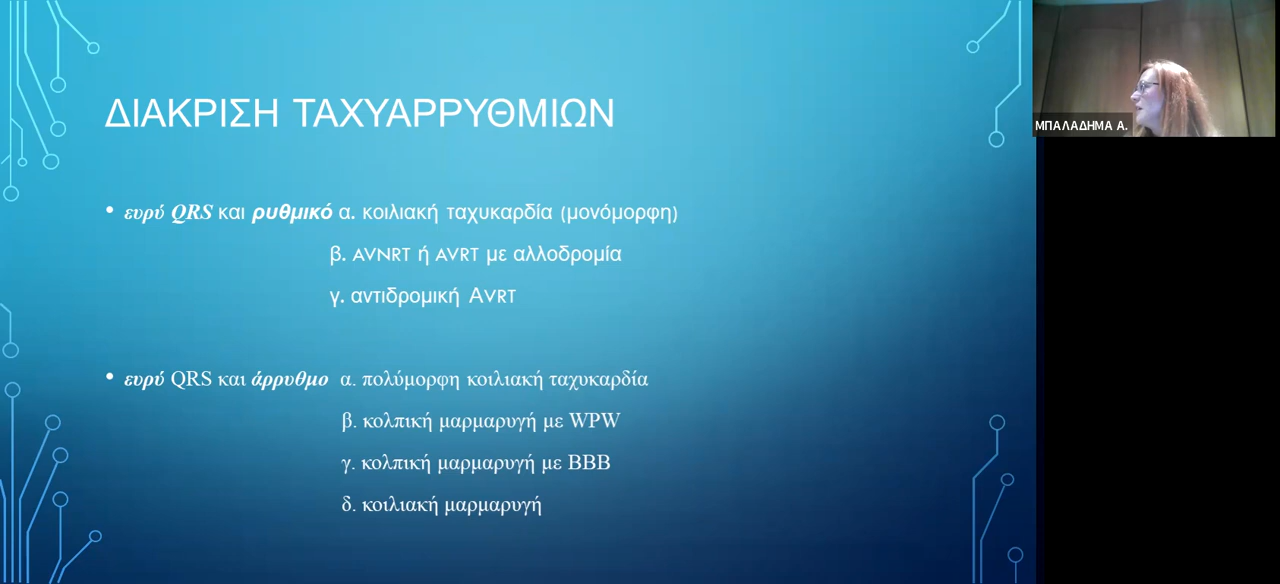 ΔΙΑΚΡΙΣΗ ΤΑΧΥΑΡΡΥΘΜΙΩΝ
ΜΠΑΛΑΔΗΜΑ Α.
• ευρύ QRS και ρυθμικό α. κοιλιακή ταχυκαρδία (μονόμορφη)
β. AVNRT ή AVRT με αλλοδρομία
γ. αντιδρομική AVRT
• ευρύ QRS και άρρυθμο α. πολύμορφη κοιλιακή ταχυκαρδία
β. κολπική μαρμαρυγή με WPW
γ. κολπική μαρμαρυγή με BBB
δ. κοιλιακή μαρμαρυγή